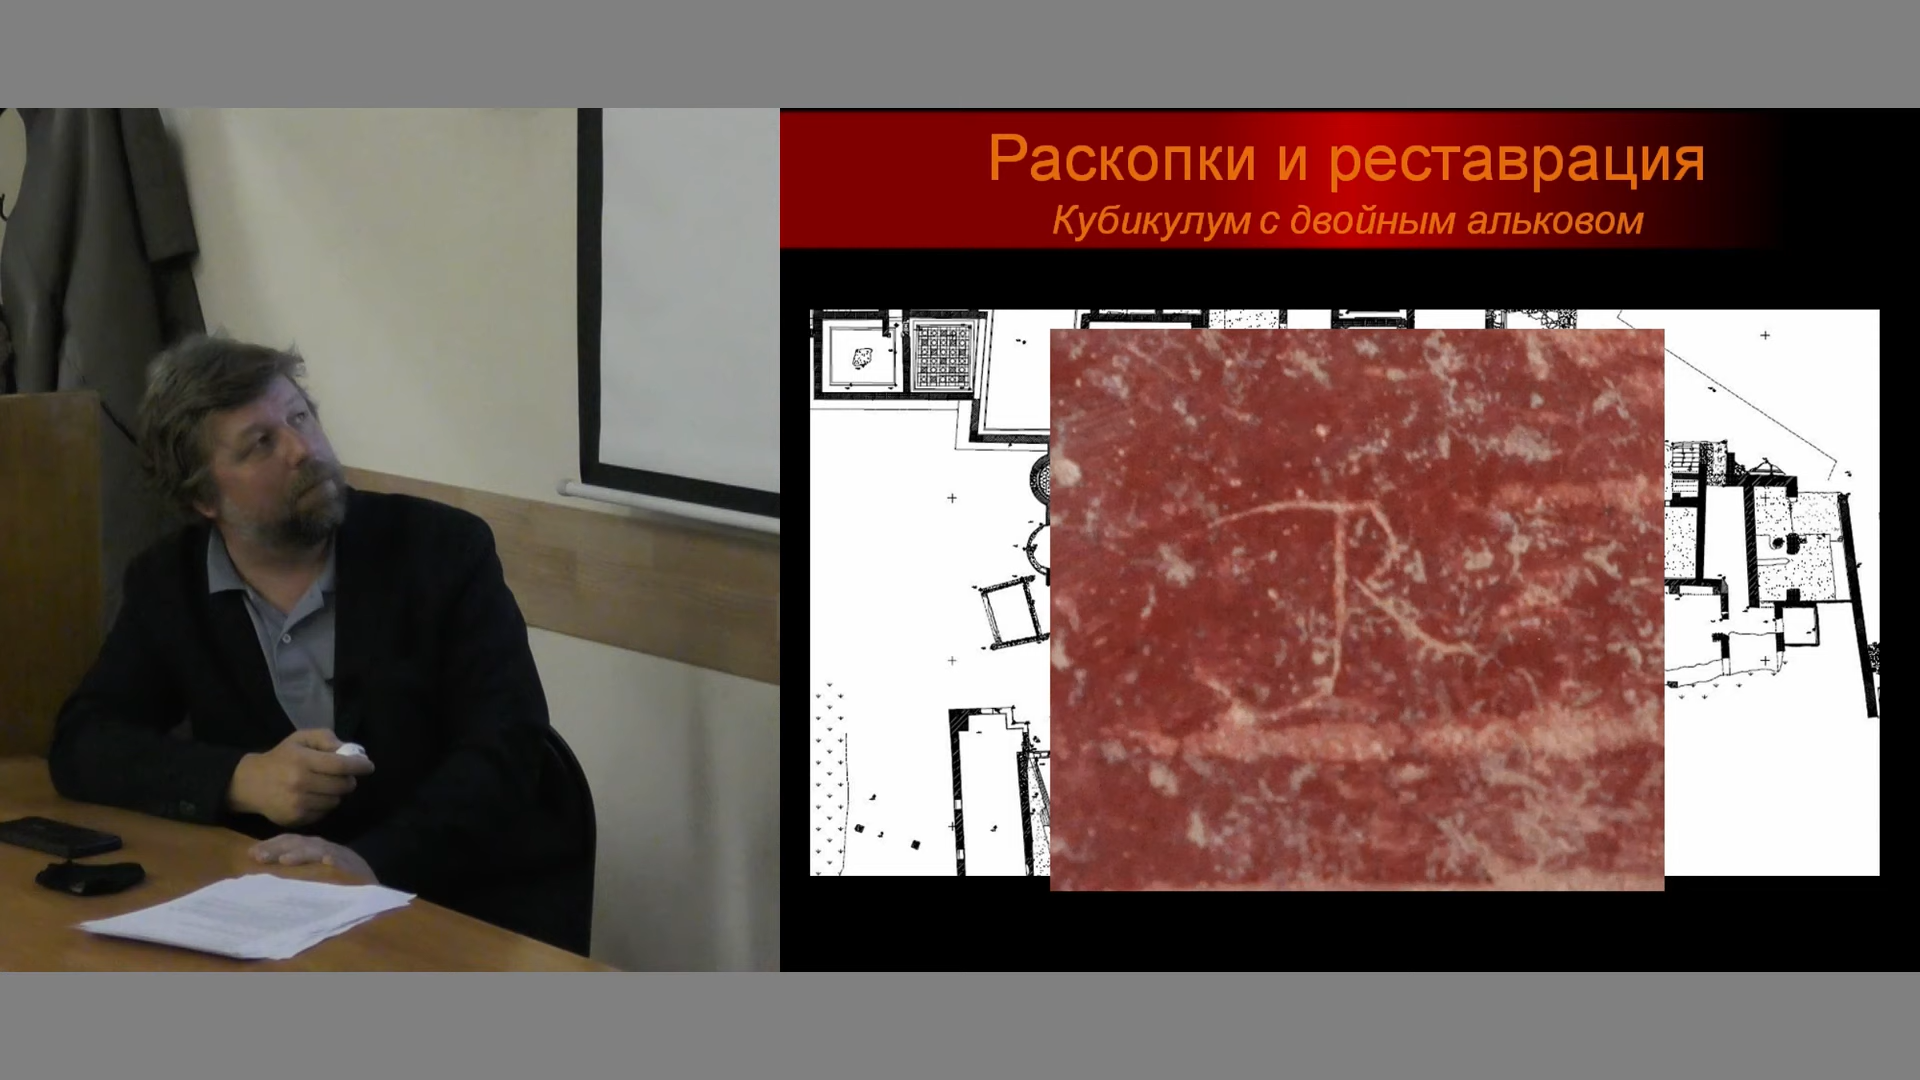 Раскопки и реставрация
Кубикулум с двойным альковом